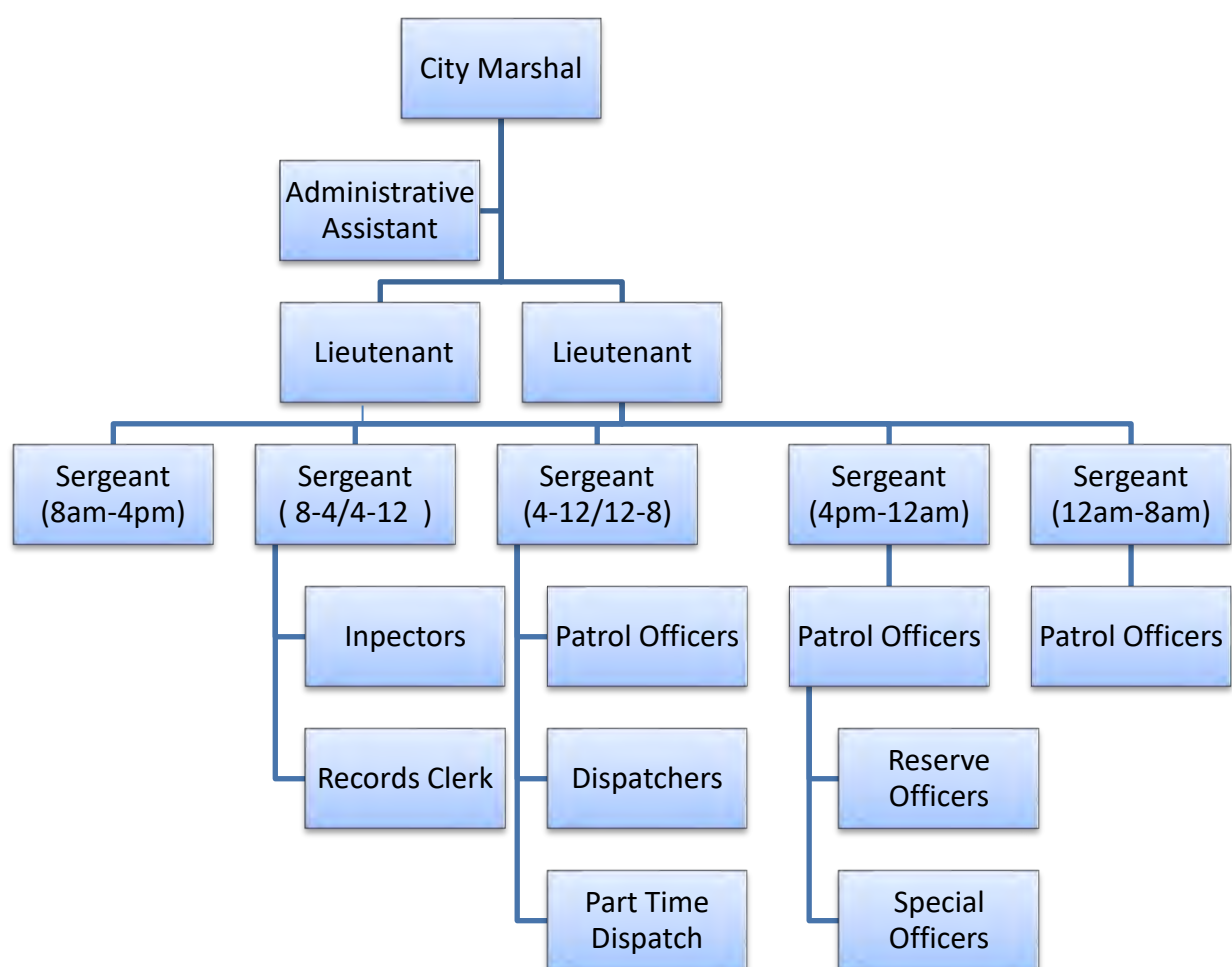 City Marshal
Administrative
Assistant
Lieutenant
Lieutenant
Sergeant
(8am-4pm)
Sergeant
( 8-4/4-12 )
Sergeant
(4-12/12-8)
Sergeant
(4pm-12am)
Sergeant
(12am-8am)
Inpectors
Patrol Officers
Patrol Officers
Patrol Officers
Records Clerk
Dispatchers
Reserve
Officers
Part Time
Dispatch
Special
Officers